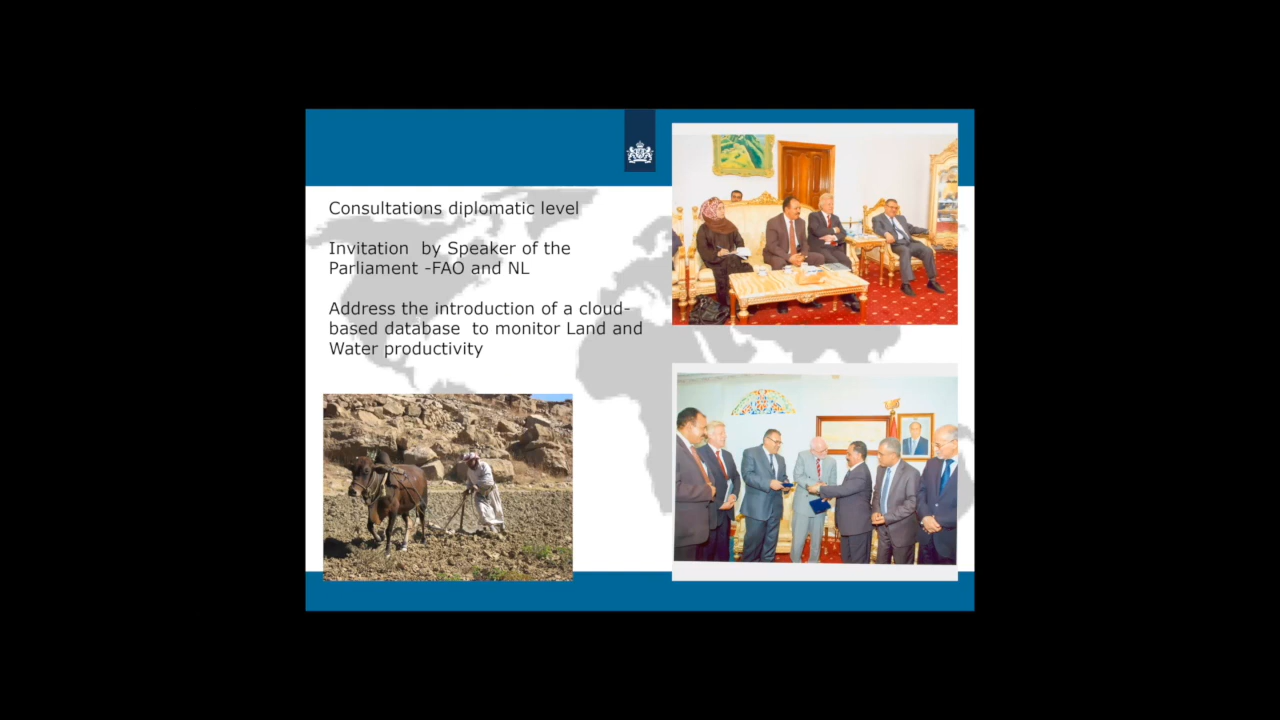 Consultations diplomatic level
Invitation  by Speaker of the
Parliament -FAO and NL
Address the introduction of a cloud-
based database  to monitor Land and
Water productivity